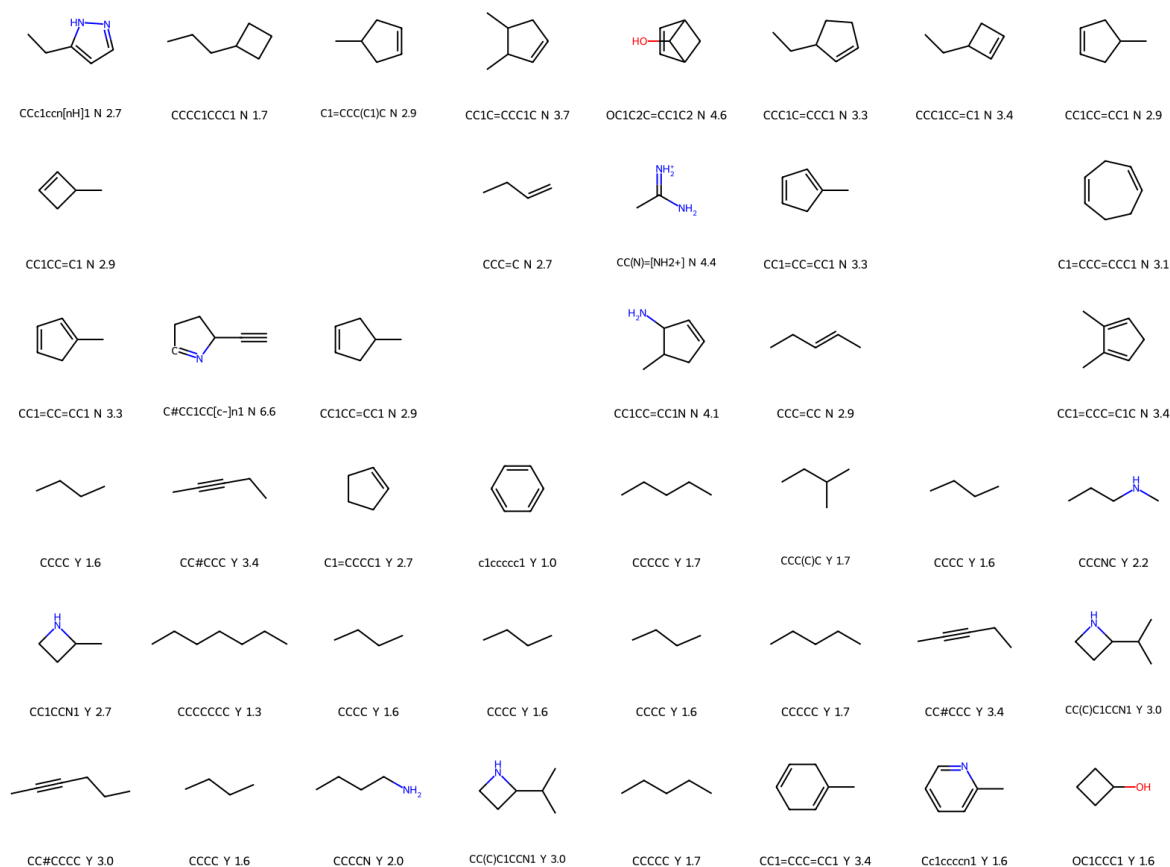 HN N
CCc1ccn[nH]1 N 2.7
CCCC1CCC1 N 1.7
C1=CCC(C1)C N 2.9
CC1C=CCC1C N 3.7
HO
OC1C2C=CC1C2 N 4.6
CCC1C=CCC1 N 3.3
CCC1CC=C1 N 3.4
CC1CC=CC1 N 2.9
CC1CC=C1 N 2.9
CCC=C N 2.7
NH2+
NH2
CC(N)=[NH2+] N 4.4
CC1=CC=CC1 N 3.3
C1=CCC=CCC1 N 3.1
CC1=CC=CC1 N 3.3
C N
C#CC1CC[c-]n1 N 6.6
CC1CC=CC1 N 2.9
H2N
CC1CC=CC1N N 4.1
CCC=CC N 2.9
CC1=CCC=C1C N 3.4
CCCC Y 1.6
CC#CCC Y 3.4
C1=CCCC1 Y 2.7
c1ccccc1 Y 1.0
CCCCC Y 1.7
CCC(C)C Y 1.7
CCCC Y 1.6
H
N
CCCNC Y 2.2
H
N
CC1CCN1 Y 2.7
CCCCCCC Y 1.3
CCCC Y 1.6
CCCC Y 1.6
CCCC Y 1.6
CCCCC Y 1.7
CC#CCC Y 3.4
H
N
CC(C)C1CCN1 Y 3.0
CC#CCCC Y 3.0
CCCC Y 1.6
NH2
CCCCN Y 2.0
H
N
CC(C)C1CCN1 Y 3.0
CCCCC Y 1.7
CC1=CCC=CC1 Y 3.4
N
Cc1ccccn1 Y 1.6
OH
OC1CCC1 Y 1.6